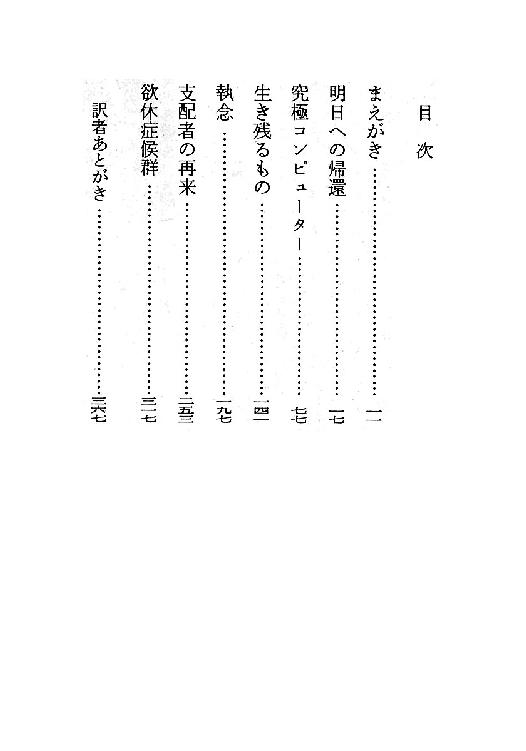 目次
まえがき……………………………一一
明日への帰還……………………………一七
究極コンピューター……………………………七七
生き残るもの……………………………一四一
執念……………………………一九七
支配者の再来……………………………二五三
欲休症候群……………………………三一七
訳者あとがき……………………………三六七